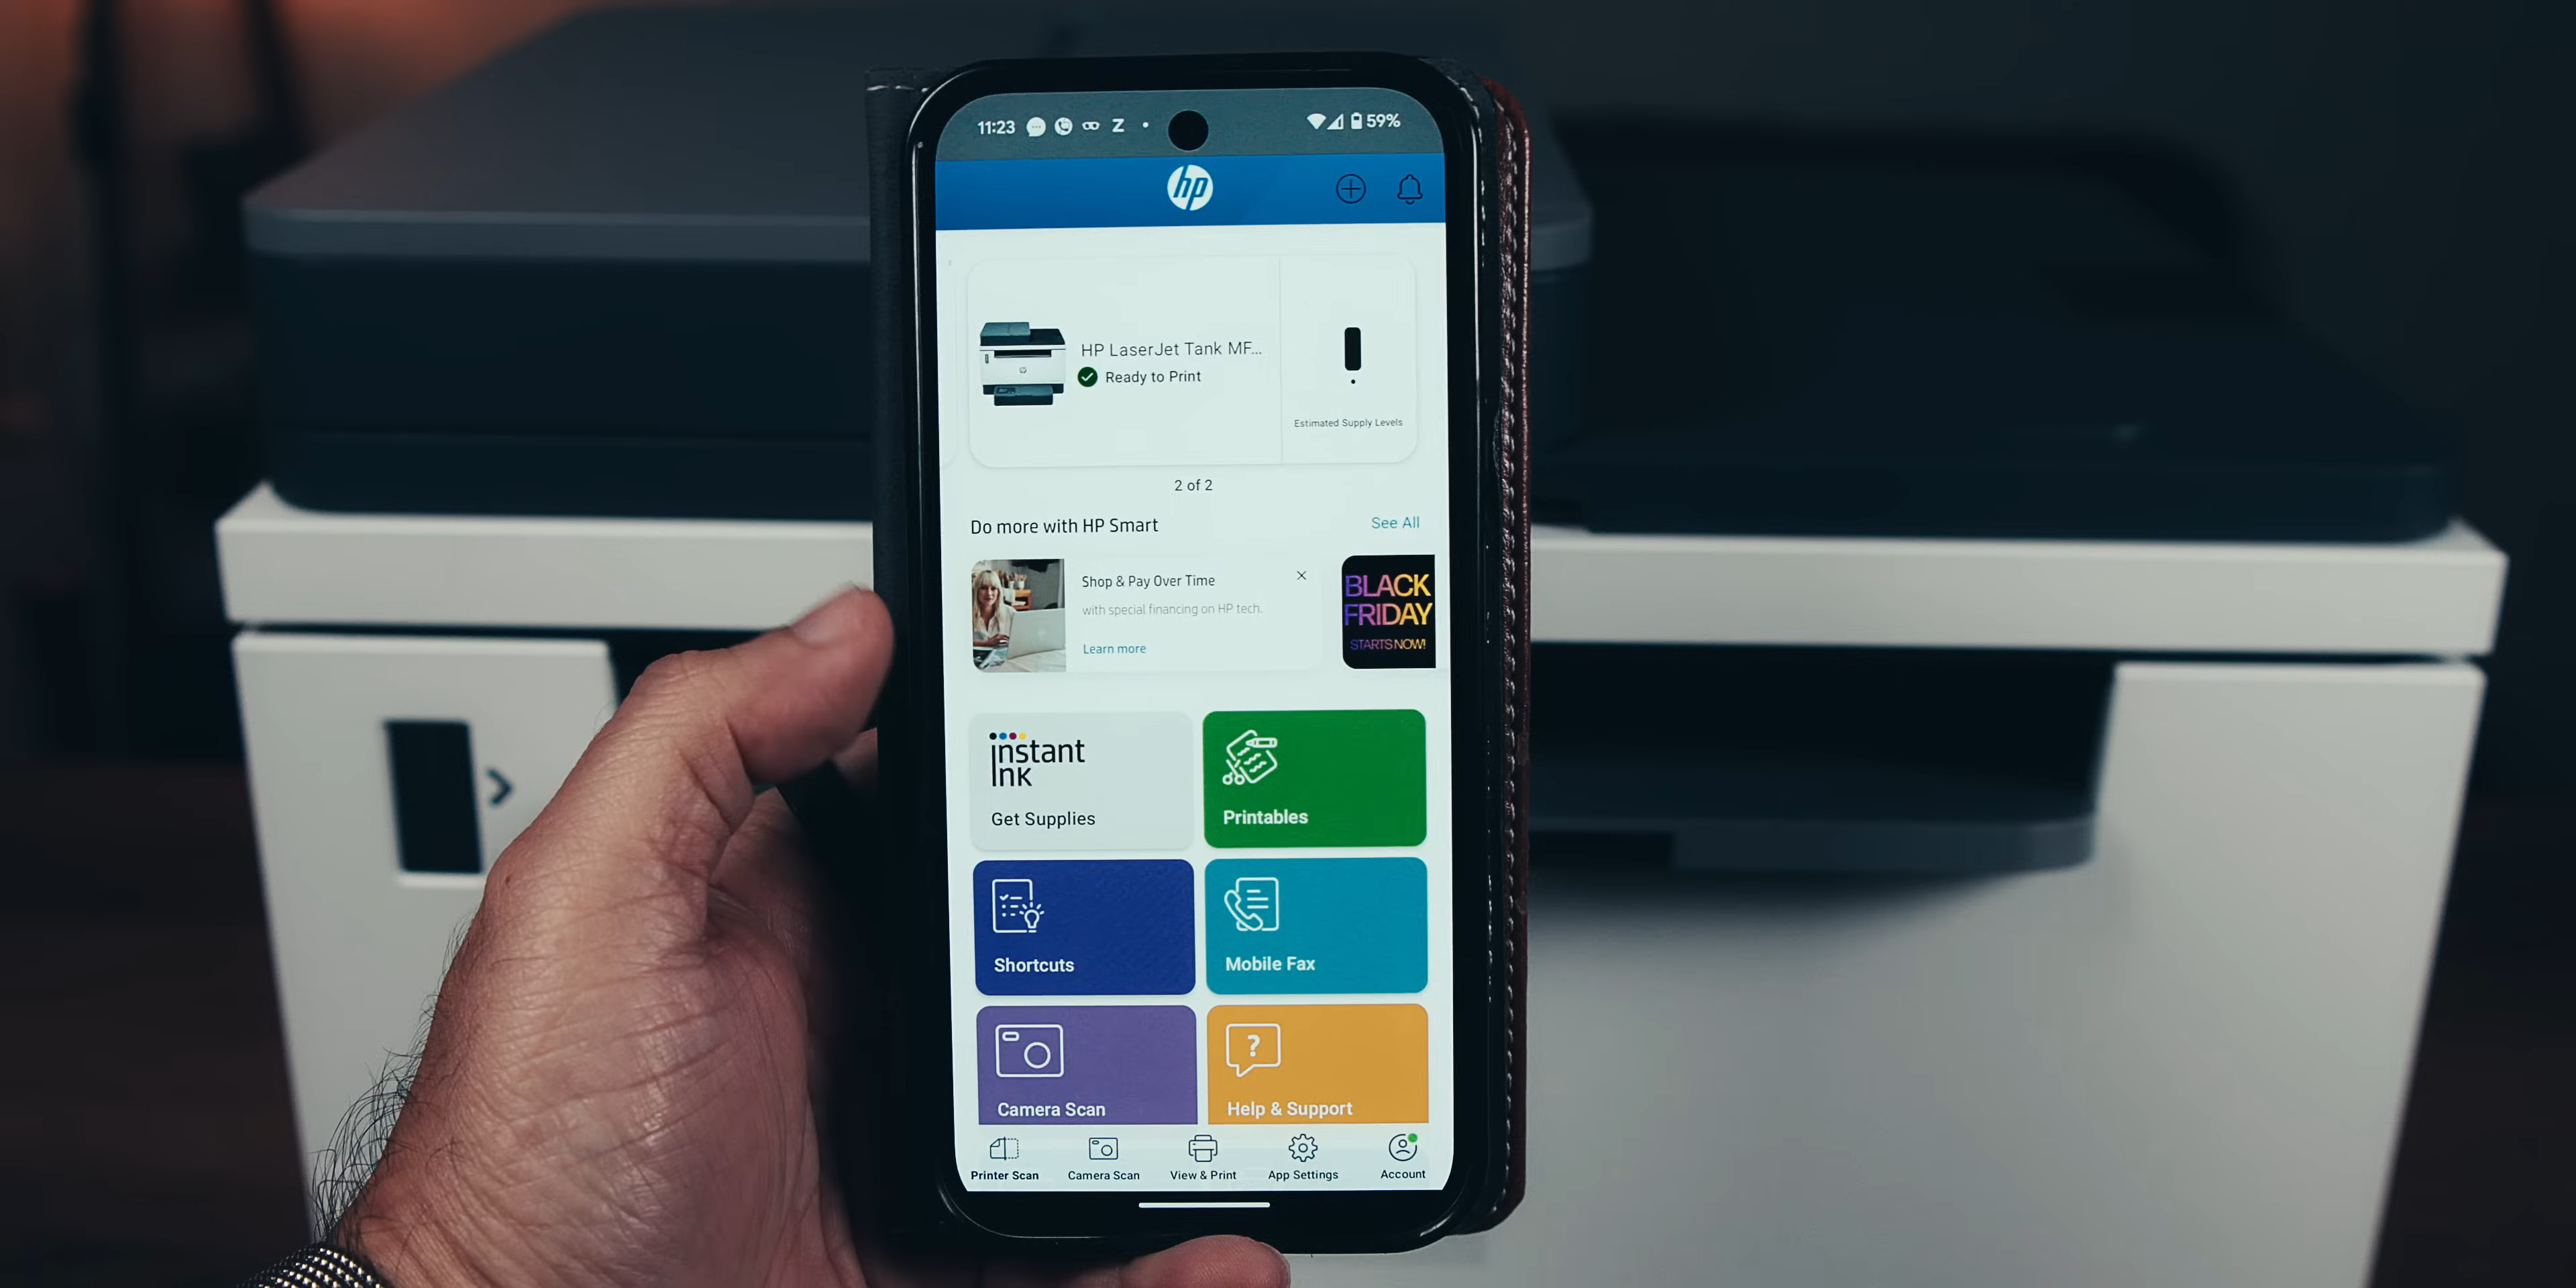 11:23 Z 59%
hp
HP LaserJet Tank MF...
Ready to Print
Estimated Supply Levels
2 of 2
Do more with HP Smart
See All
Shop & Pay Over Time
with special financing on HP tech.
Learn more
BLACK
FRIDAY
STARTS NOW!
instant
ink
Get Supplies
Printables
Shortcuts
Mobile Fax
Camera Scan
?
Help & Support
Printer Scan
Camera Scan
View & Print
App Settings
Account